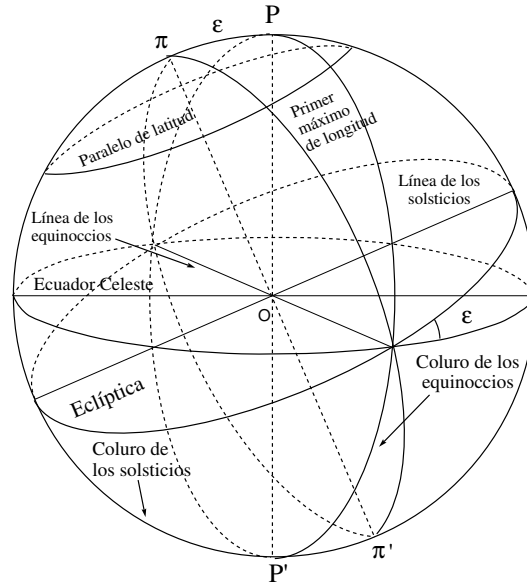 P
ε
π
Primer
máximo
de longitud
Paralelo de latitud
Línea de los
solsticios
Línea de los
equinoccios
Ecuador Celeste
O
ε
Coluro de los
equinoccios
Eclíptica
Coluro de
los solsticios
π'
P'